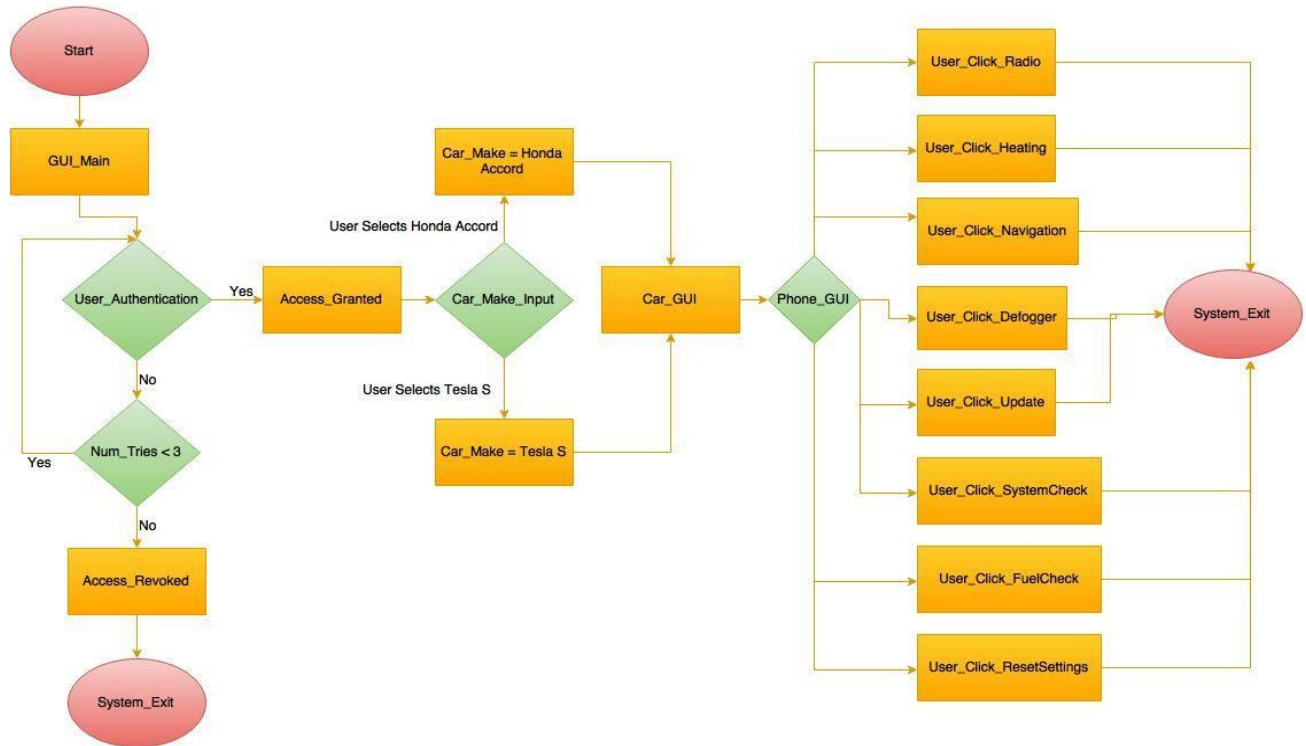 Start
GUI_Main
User_Authentication
Yes
No
Num_Tries < 3
Yes
No
Access_Revoked
System_Exit
Access_Granted
Car_Make_Input
User Selects Honda Accord
Car_Make = Honda
Accord
User Selects Tesla S
Car_Make = Tesla S
Car_GUI
Phone_GUI
User_Click_Radio
User_Click_Heating
User_Click_Navigation
User_Click_Defogger
User_Click_Update
User_Click_SystemCheck
User_Click_FuelCheck
User_Click_ResetSettings
System_Exit